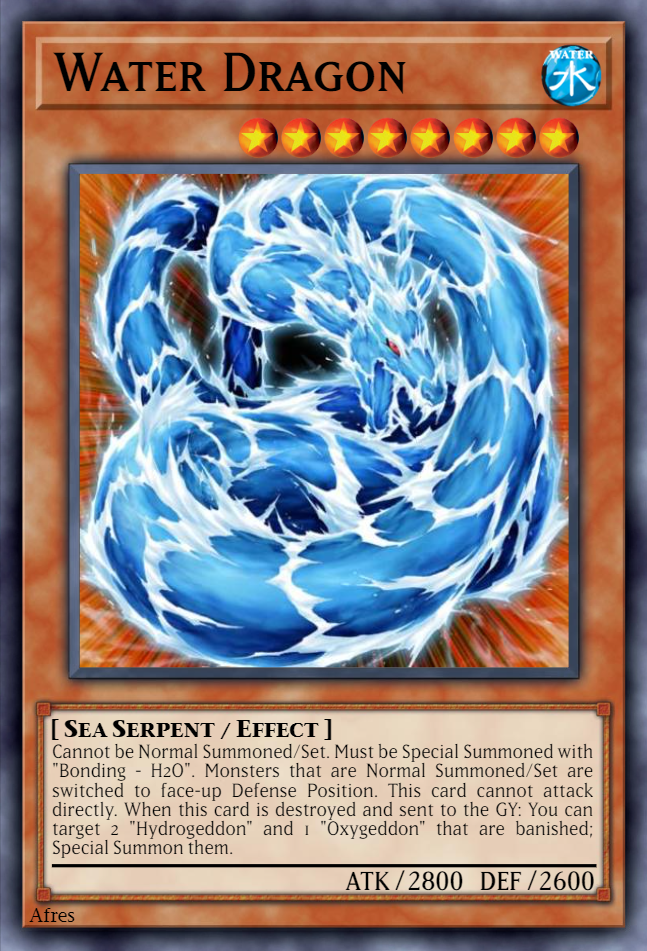 Water Dragon
WATER
水
[ Sea Serpent / Effect ]
Cannot be Normal Summoned/Set. Must be Special Summoned with
"Bonding - H2O". Monsters that are Normal Summoned/Set are
switched to face-up Defense Position. This card cannot attack
directly. When this card is destroyed and sent to the GY: You can
target 2 "Hydrogeddon" and 1 "Oxygeddon" that are banished;
Special Summon them.
ATK/2800 DEF/2600
Afres